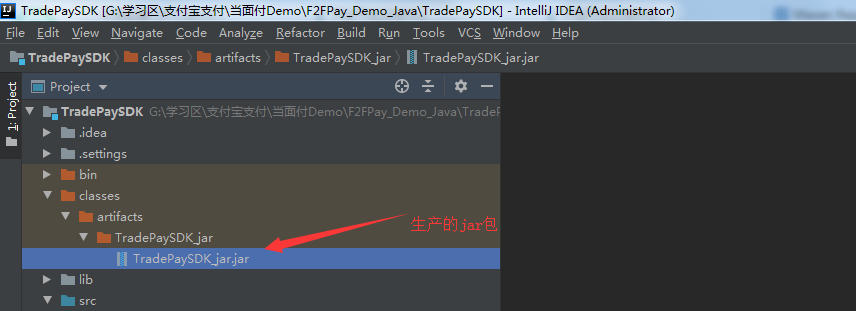 TradePaySDK [G:\学习区\支付宝支付\当面付Demo\F2FPay_Demo_Java\TradePaySDK] - IntelliJ IDEA (Administrator)
File Edit View Navigate Code Analyze Refactor Build Run Tools VCS Window Help
TradePaySDK classes artifacts TradePaySDK_jar TradePaySDK_jar.jar
1: Project
Project
TradePaySDK G:\学习区\支付宝支付\当面付Demo\F2FPay_Demo_Java\TradeP
.idea
.settings
bin
classes
artifacts
TradePaySDK_jar
TradePaySDK_jar.jar
生产的jar包
lib
src